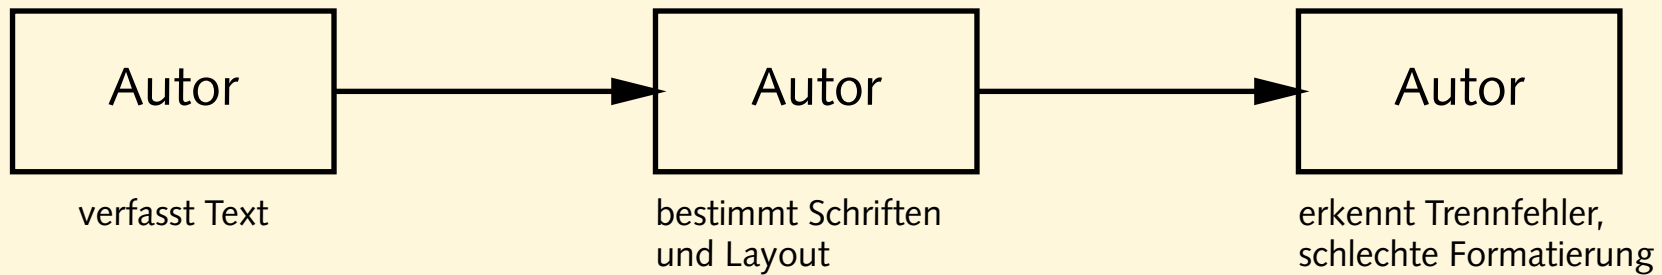 Autor
Autor
Autor
verfasst Text
bestimmt Schriften
und Layout
erkennt Trennfehler,
schlechte Formatierung